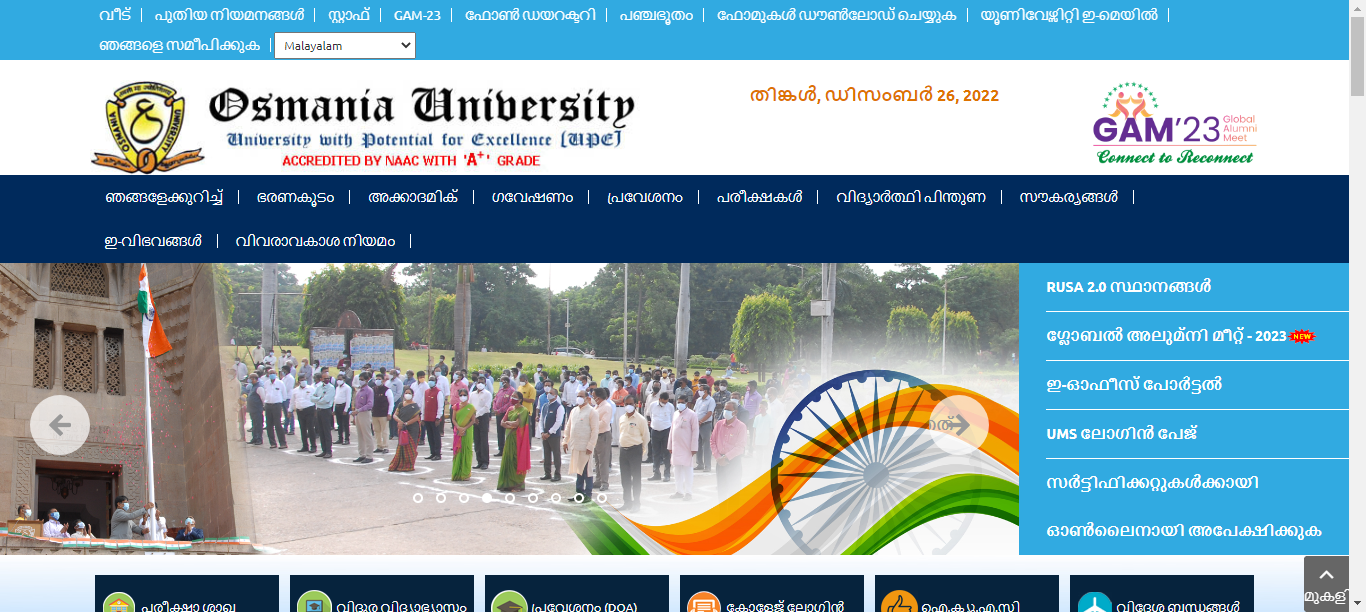 വീട്
പുതിയ നിയമനങ്ങൾ
സ്റ്റാഫ്
GAM-23
ഫോൺ ഡയറക്ടറി
പഞ്ചഭൂതം
ഫോമുകൾ ഡൗൺലോഡ് ചെയ്യുക
യൂണിവേഴ്സിറ്റി ഇ-മെയിൽ
ഞങ്ങളെ സമീപിക്കുക
Malayalam
Osmania University
University with Potential for Excellence [UPE]
ACCREDITED BY NAAC WITH 'A+' GRADE
തിങ്കൾ, ഡിസംബർ 26, 2022
GAM'23 Global Alumni Meet
Connect to Reconnect
ഞങ്ങളേക്കുറിച്ച്
ഭരണകൂടം
അക്കാദമിക്
ഗവേഷണം
പ്രവേശനം
പരീക്ഷകൾ
വിദ്യാർത്ഥി പിന്തുണ
സൗകര്യങ്ങൾ
ഇ-വിഭവങ്ങൾ
വിവരാവകാശ നിയമം
RUSA 2.0 സ്ഥാനങ്ങൾ
ഗ്ലോബൽ അലുമ്നി മീറ്റ് - 2023 NEW
ഇ-ഓഫീസ് പോർട്ടൽ
UMS ലോഗിൻ പേജ്
സർട്ടിഫിക്കറ്റുകൾക്കായി
ഓൺലൈനായി അപേക്ഷിക്കുക
പരീക്ഷാ ശാഖ
വിദൂര വിദ്യാഭ്യാസം
പ്രവേശനം (DOA)
കോളേജ് ലോഗിൻ
ഐ.ക്യു.എ.സി
വിദേശ ബന്ധങ്ങൾ